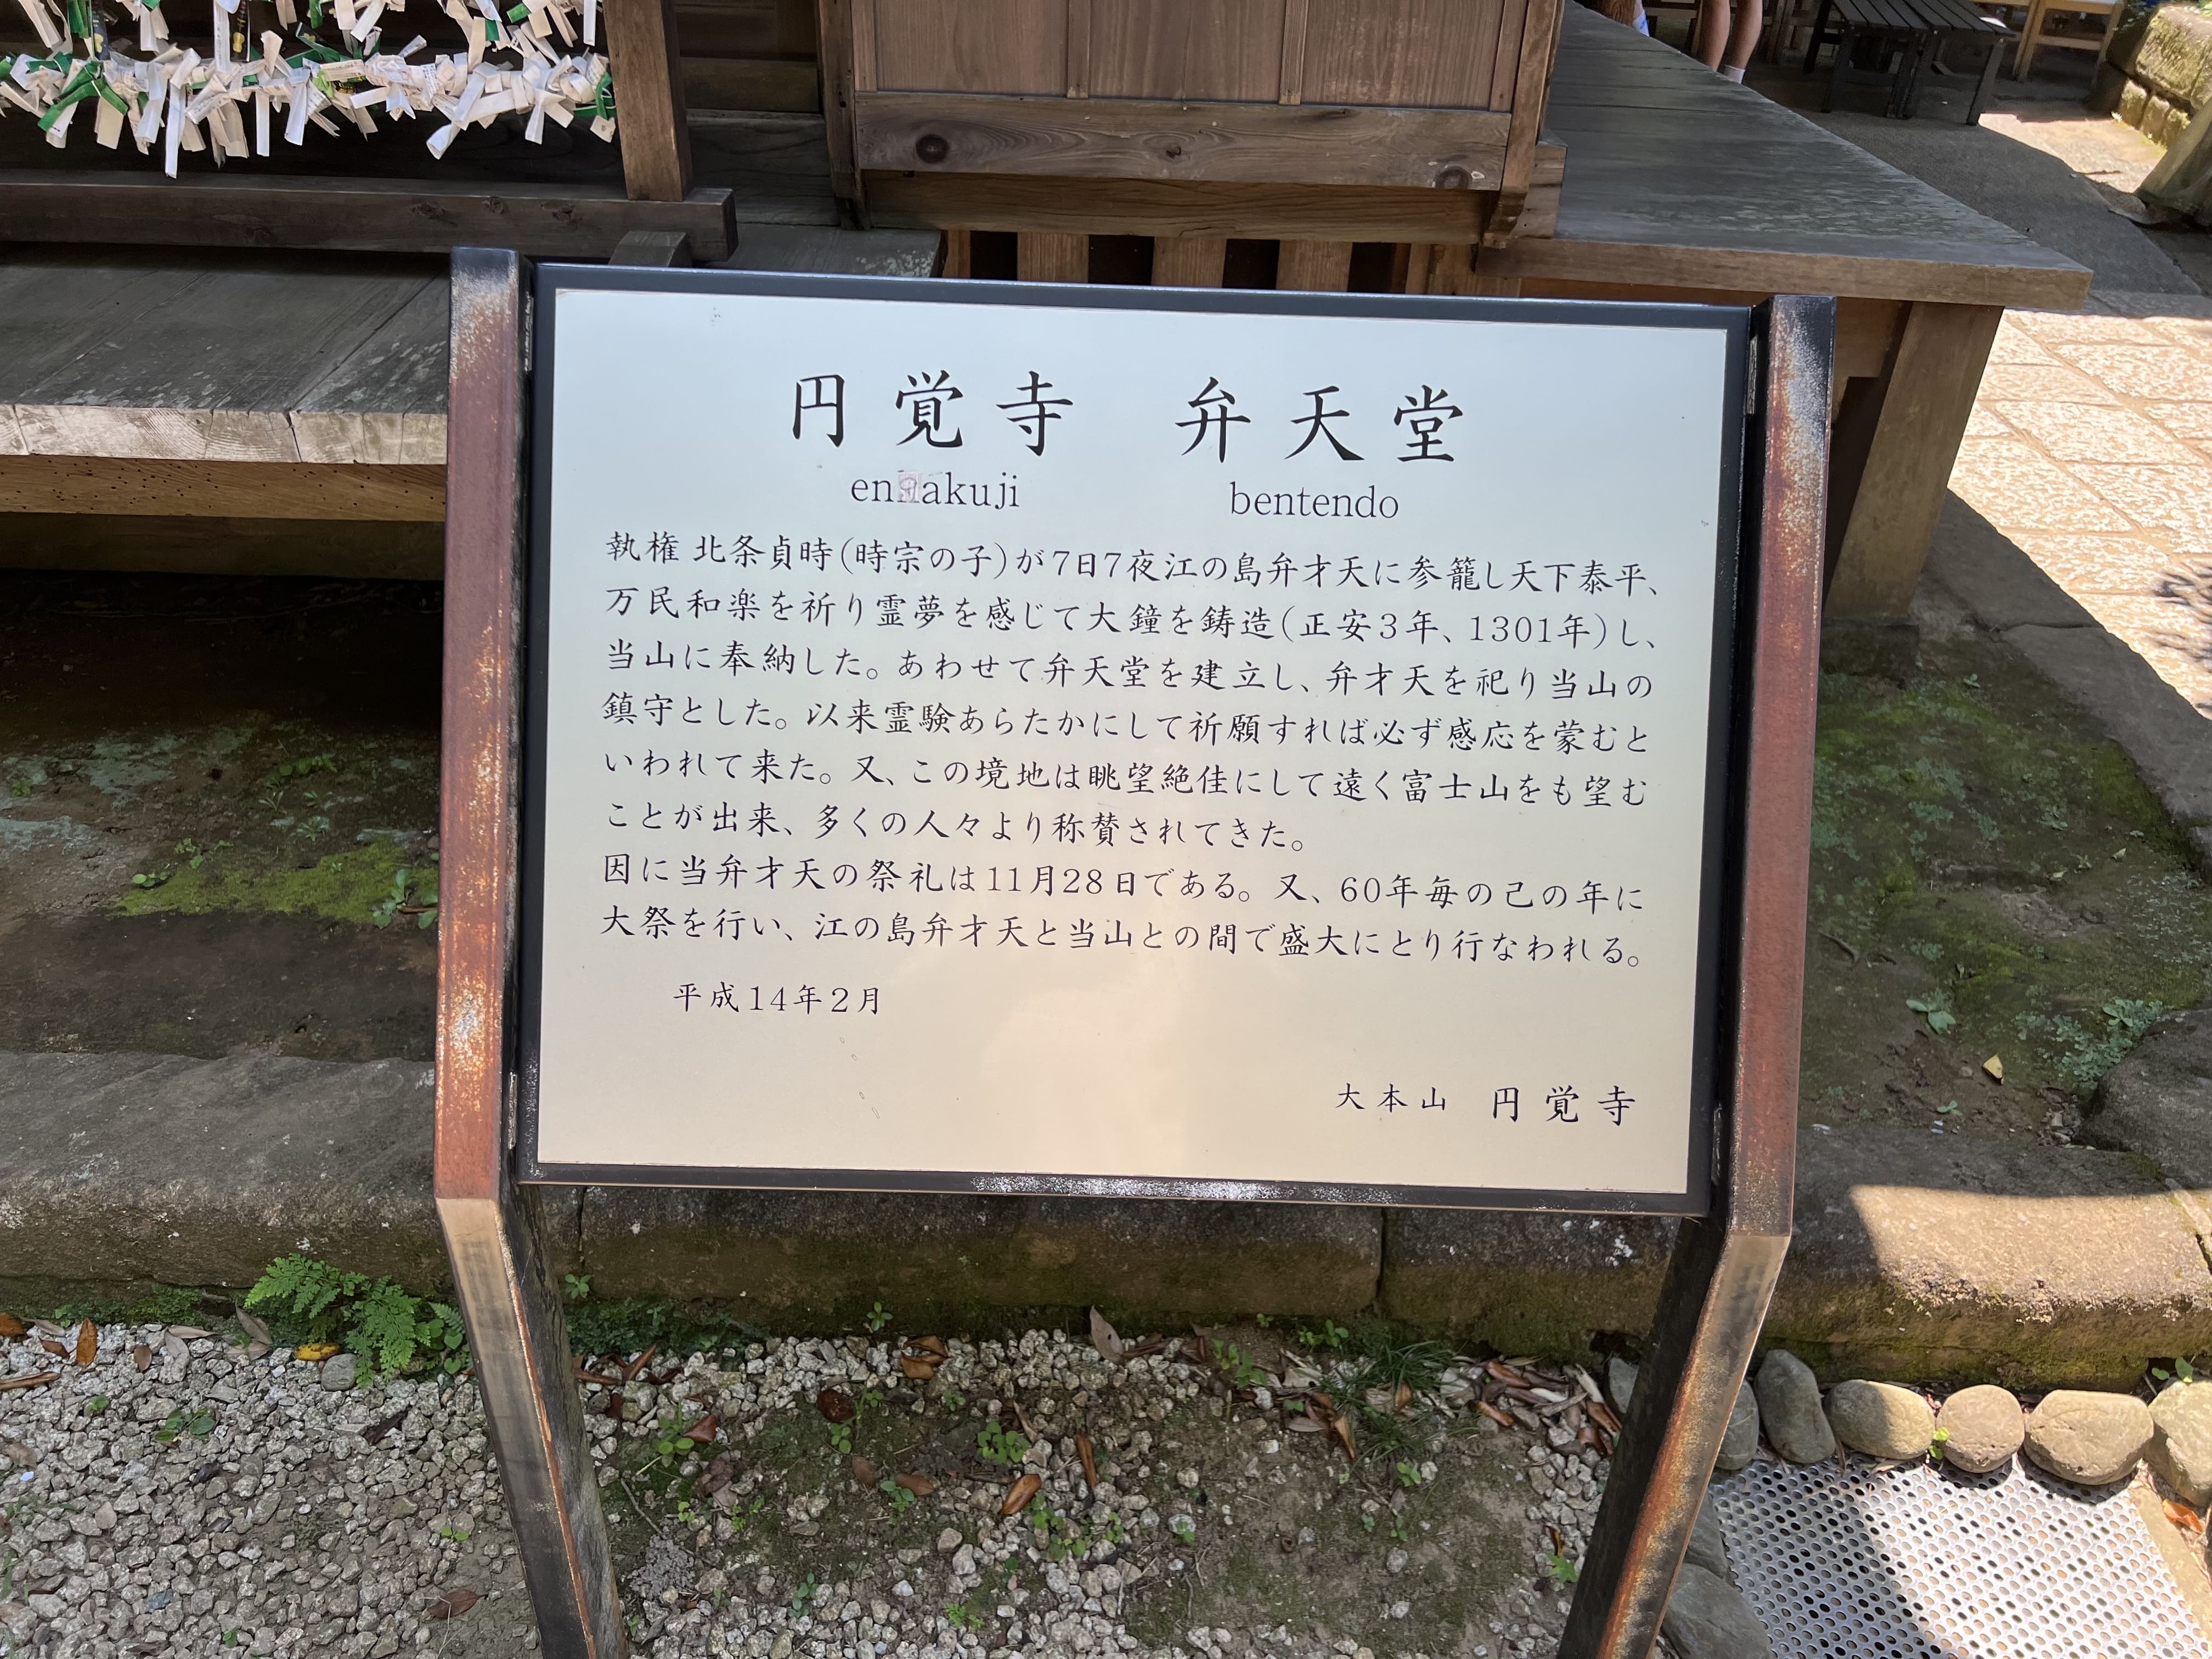 円覚寺 弁天堂
engakuji bentendo
執権 北条貞時(時宗の子)が7日7夜江の島弁才天に参籠し天下泰平、
万民和楽を祈り霊夢を感じて大鐘を鋳造(正安3年、1301年)し、
当山に奉納した。あわせて弁天堂を建立し、弁才天を祀り当山の
鎮守とした。以来霊験あらたかにして祈願すれば必ず感応を蒙むと
いわれて来た。又、この境地は眺望絶佳にして遠く富士山をも望む
ことが出来、多くの人々より称賛されてきた。
因に当弁才天の祭礼は11月28日である。又、60年毎の己の年に
大祭を行い、江の島弁才天と当山との間で盛大にとり行なわれる。
平成14年2月
大本山 円覚寺